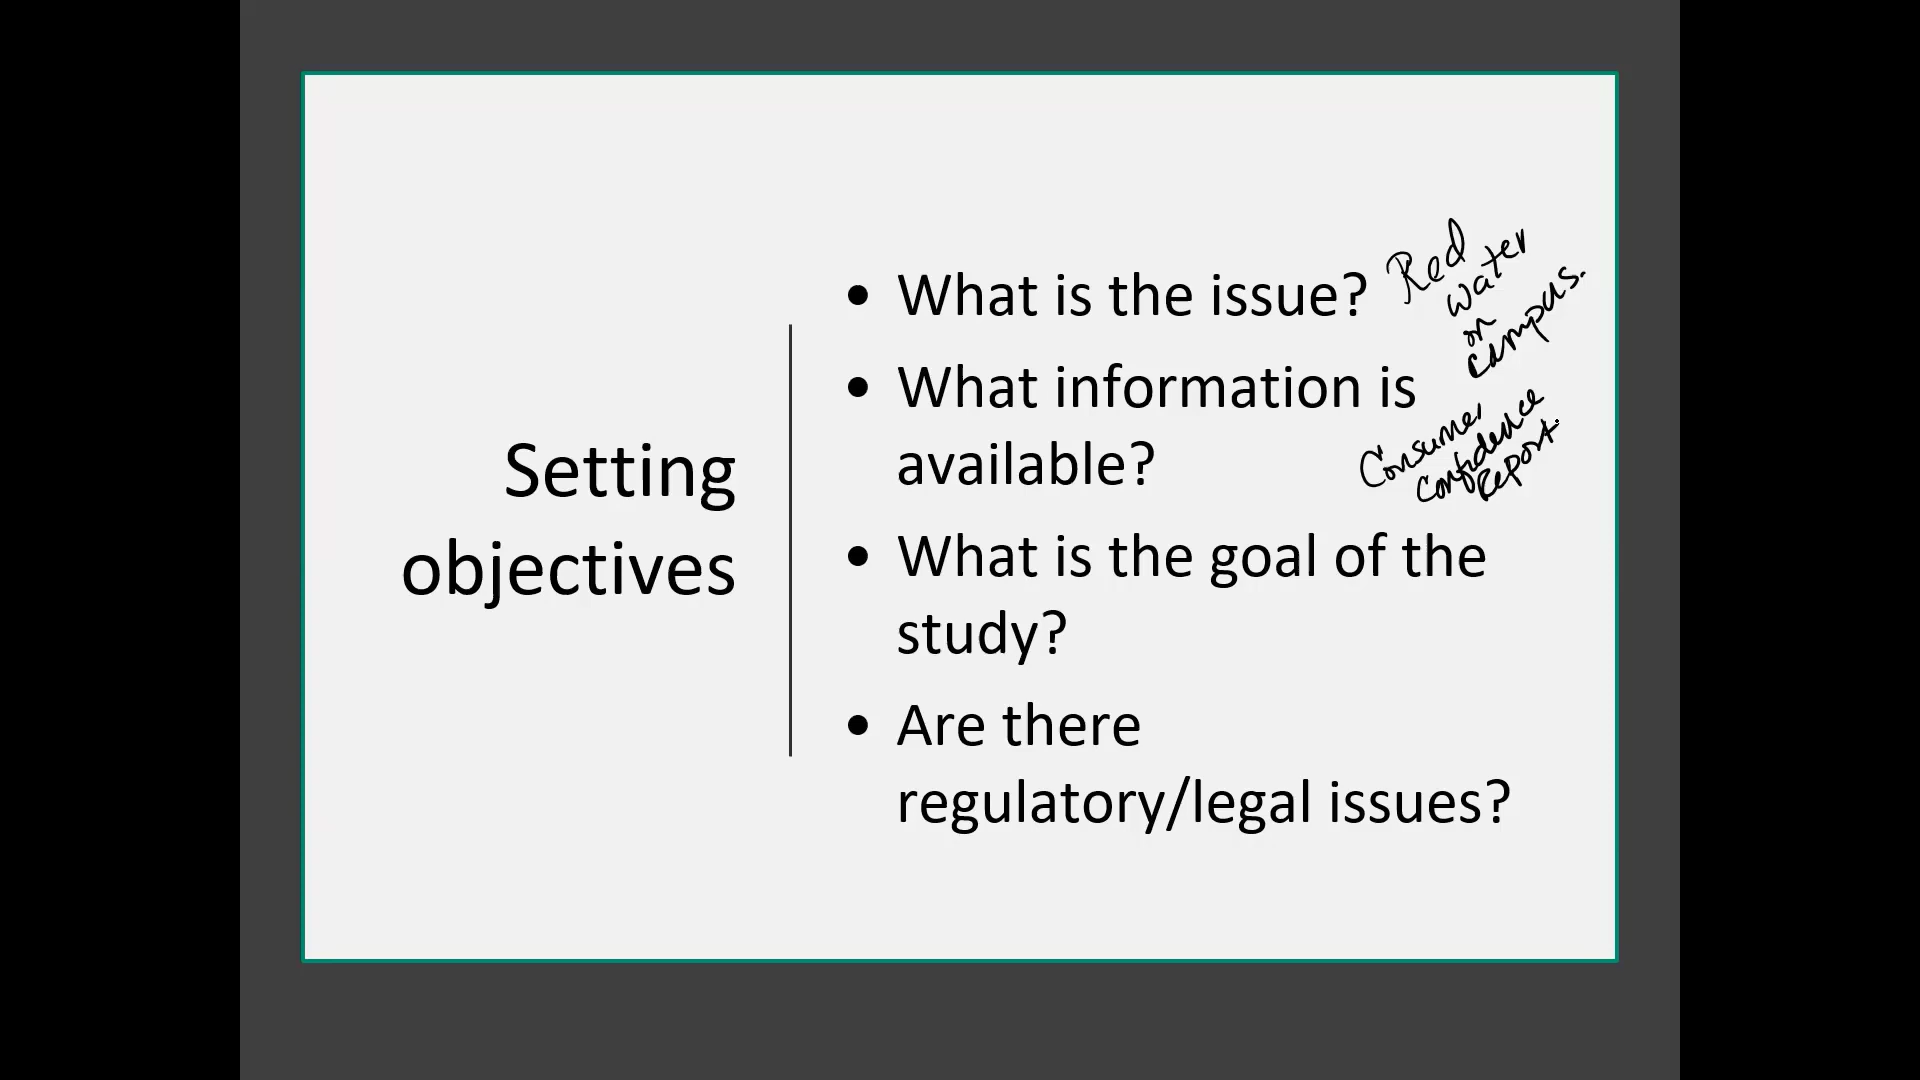 Setting
objectives
• What is the issue?
Red
water
on
campus.
• What information is
available?
Consumer
confidence
report.
• What is the goal of the
study?
• Are there
regulatory/legal issues?